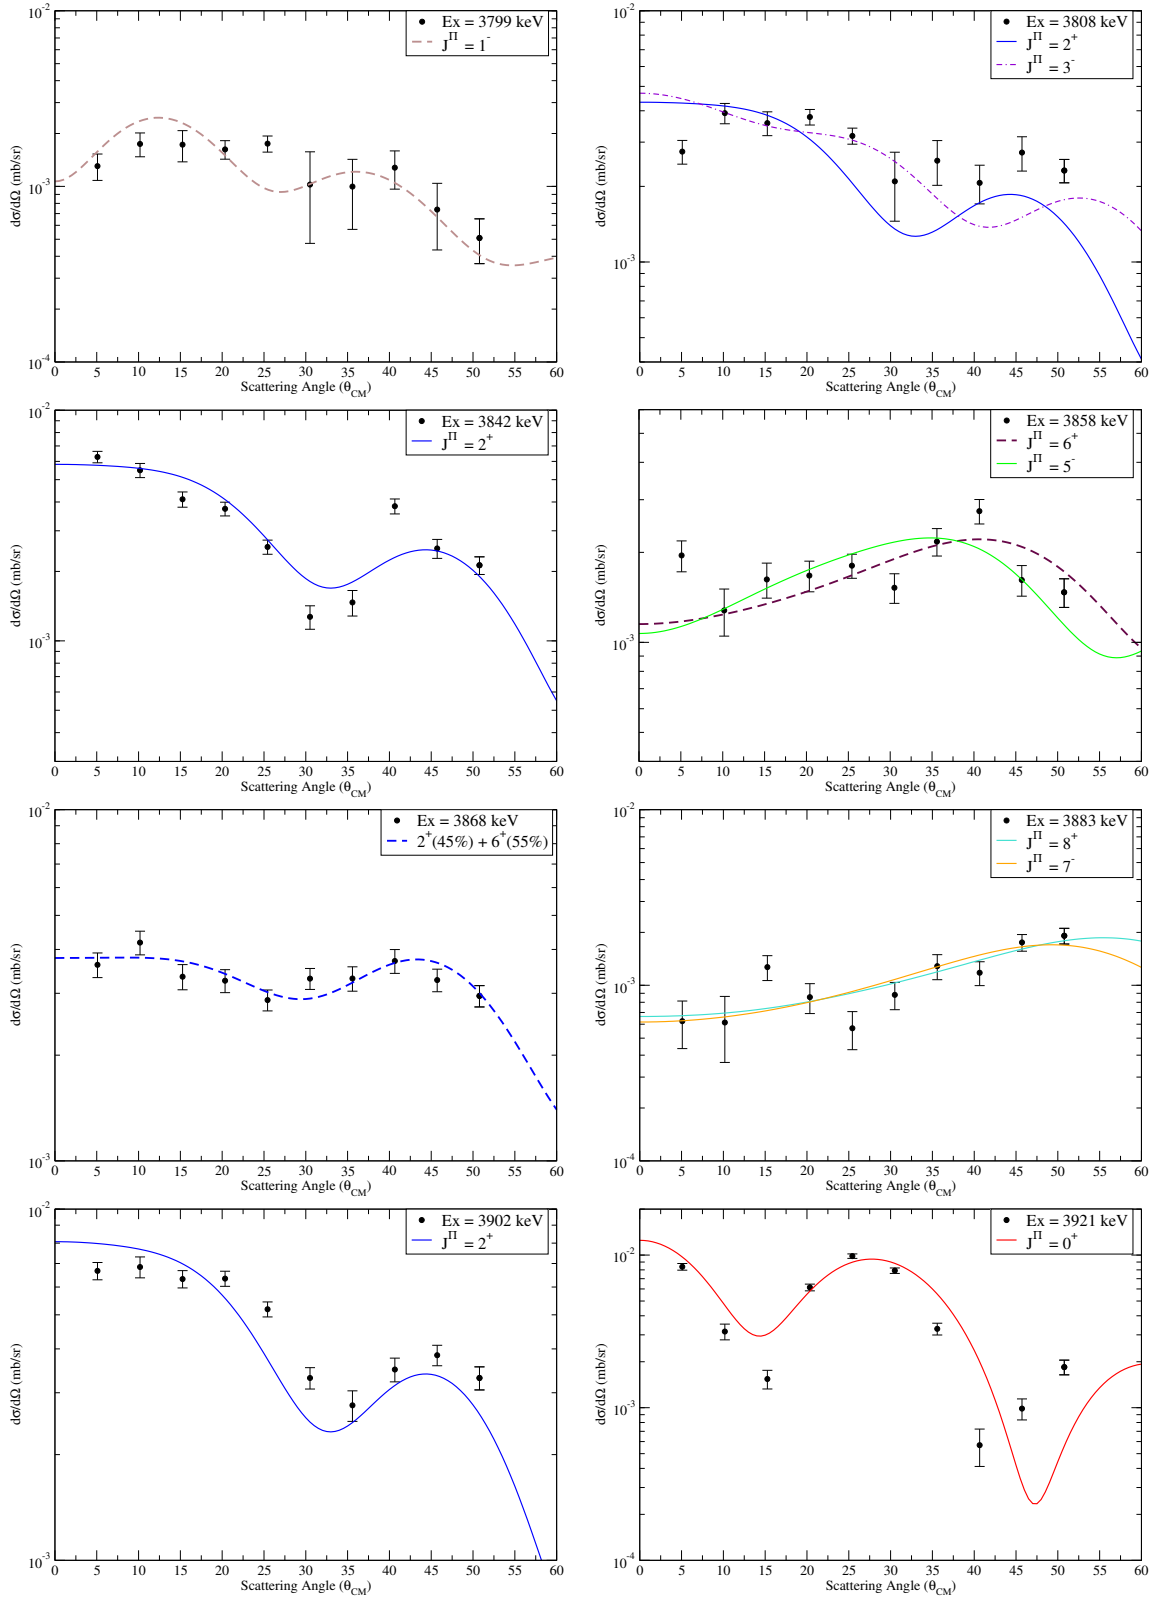 10^-2
Ex = 3799 keV
J^Π = 1^-
10^-3
10^-4
dσ/dΩ (mb/sr)
0 5 10 15 20 25 30 35 40 45 50 55 60
Scattering Angle (θ_CM)
10^-2
Ex = 3808 keV
J^Π = 2^+
J^Π = 3^-
10^-3
dσ/dΩ (mb/sr)
0 5 10 15 20 25 30 35 40 45 50 55 60
Scattering Angle (θ_CM)
10^-2
Ex = 3842 keV
J^Π = 2^+
10^-3
dσ/dΩ (mb/sr)
0 5 10 15 20 25 30 35 40 45 50 55 60
Scattering Angle (θ_CM)
Ex = 3858 keV
J^Π = 6^+
J^Π = 5^-
10^-3
dσ/dΩ (mb/sr)
0 5 10 15 20 25 30 35 40 45 50 55 60
Scattering Angle (θ_CM)
10^-2
Ex = 3868 keV
2^+(45%) + 6^+(55%)
10^-3
dσ/dΩ (mb/sr)
0 5 10 15 20 25 30 35 40 45 50 55 60
Scattering Angle (θ_CM)
10^-2
Ex = 3883 keV
J^Π = 8^+
J^Π = 7^-
10^-3
10^-4
dσ/dΩ (mb/sr)
0 5 10 15 20 25 30 35 40 45 50 55 60
Scattering Angle (θ_CM)
10^-2
Ex = 3902 keV
J^Π = 2^+
10^-3
dσ/dΩ (mb/sr)
0 5 10 15 20 25 30 35 40 45 50 55 60
Scattering Angle (θ_CM)
Ex = 3921 keV
J^Π = 0^+
10^-2
10^-3
10^-4
dσ/dΩ (mb/sr)
0 5 10 15 20 25 30 35 40 45 50 55 60
Scattering Angle (θ_CM)